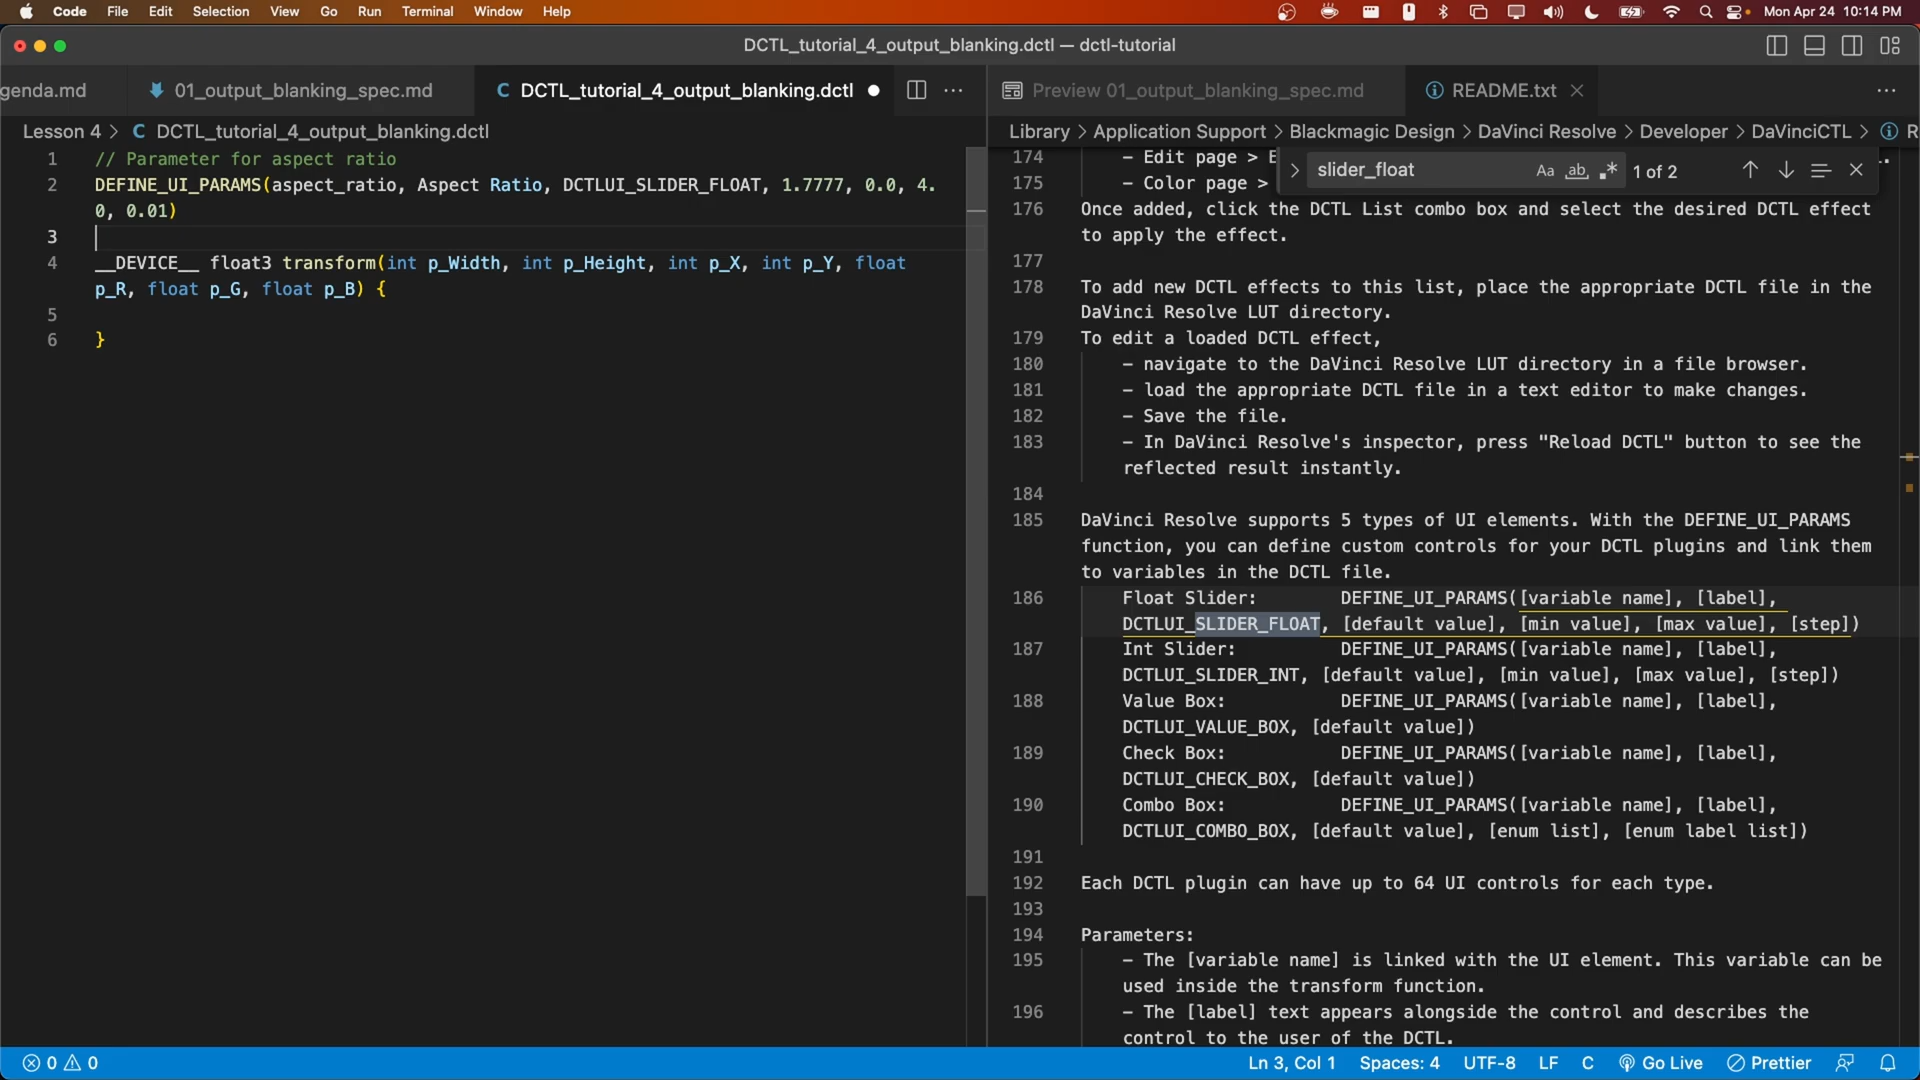 Code File Edit Selection View Go Run Terminal Window Help Mon Apr 24 10:14 PM
DCTL_tutorial_4_output_blanking.dctl — dctl-tutorial
genda.md 01_output_blanking_spec.md C DCTL_tutorial_4_output_blanking.dctl ···
Lesson 4 > C DCTL_tutorial_4_output_blanking.dctl
1 // Parameter for aspect ratio
2 DEFINE_UI_PARAMS(aspect_ratio, Aspect Ratio, DCTLUI_SLIDER_FLOAT, 1.7777, 0.0, 4.
0, 0.01)
3
4 __DEVICE__ float3 transform(int p_Width, int p_Height, int p_X, int p_Y, float
p_R, float p_G, float p_B) {
5
6 }
Preview 01_output_blanking_spec.md README.txt ···
Library > Application Support > Blackmagic Design > DaVinci Resolve > Developer > DaVinciCTL > R
slider_float Aa ab .* 1 of 2
174 – Edit page > E
175 – Color page >
176 Once added, click the DCTL List combo box and select the desired DCTL effect
to apply the effect.
177
178 To add new DCTL effects to this list, place the appropriate DCTL file in the
DaVinci Resolve LUT directory.
179 To edit a loaded DCTL effect,
180 – navigate to the DaVinci Resolve LUT directory in a file browser.
181 – load the appropriate DCTL file in a text editor to make changes.
182 – Save the file.
183 – In DaVinci Resolve's inspector, press "Reload DCTL" button to see the
reflected result instantly.
184
185 DaVinci Resolve supports 5 types of UI elements. With the DEFINE_UI_PARAMS
function, you can define custom controls for your DCTL plugins and link them
to variables in the DCTL file.
186 Float Slider: DEFINE_UI_PARAMS([variable name], [label],
DCTLUI_SLIDER_FLOAT, [default value], [min value], [max value], [step])
187 Int Slider: DEFINE_UI_PARAMS([variable name], [label],
DCTLUI_SLIDER_INT, [default value], [min value], [max value], [step])
188 Value Box: DEFINE_UI_PARAMS([variable name], [label],
DCTLUI_VALUE_BOX, [default value])
189 Check Box: DEFINE_UI_PARAMS([variable name], [label],
DCTLUI_CHECK_BOX, [default value])
190 Combo Box: DEFINE_UI_PARAMS([variable name], [label],
DCTLUI_COMBO_BOX, [default value], [enum list], [enum label list])
191
192 Each DCTL plugin can have up to 64 UI controls for each type.
193
194 Parameters:
195 – The [variable name] is linked with the UI element. This variable can be
used inside the transform function.
196 – The [label] text appears alongside the control and describes the
control to the user of the DCTL.
0 0 Ln 3, Col 1 Spaces: 4 UTF-8 LF C Go Live Prettier